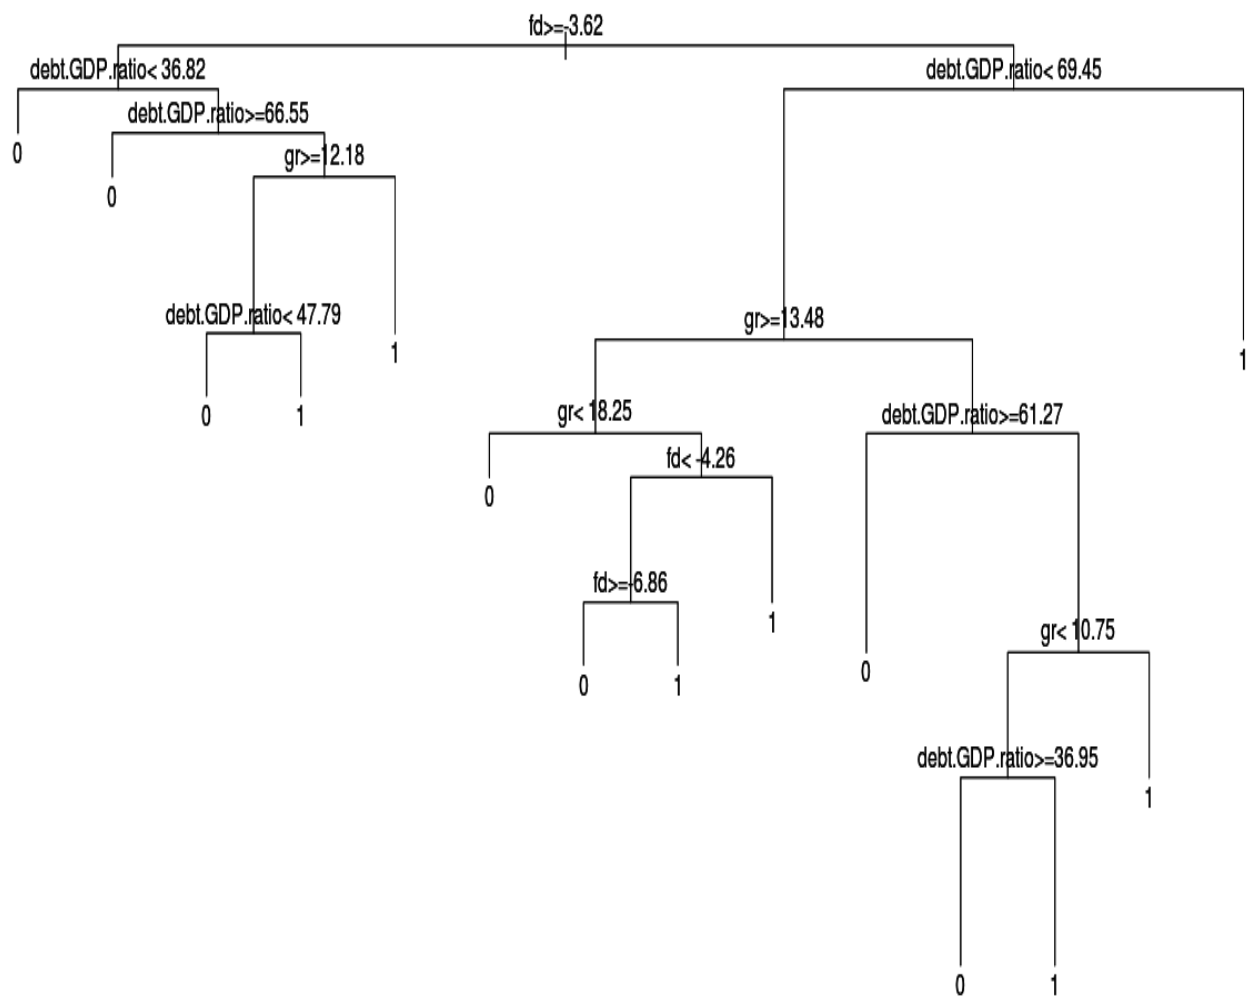 fd>=-3.62
debt.GDP.ratio< 36.82
debt.GDP.ratio< 69.45
debt.GDP.ratio>=66.55
0
gr>=12.18
0
debt.GDP.ratio< 47.79
gr>=13.48
1
1
0
1
gr< 18.25
debt.GDP.ratio>=61.27
fd< -4.26
0
fd>=-6.86
1
gr< 10.75
0
0
1
debt.GDP.ratio>=36.95
1
0
1